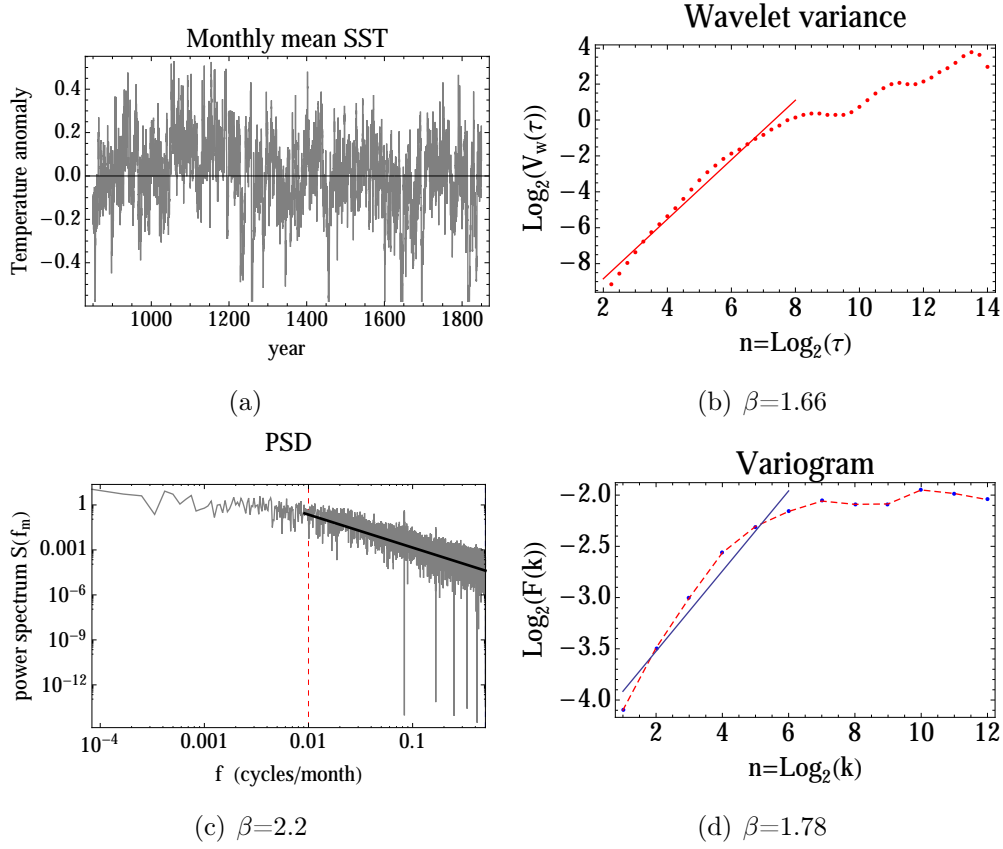 Monthly mean SST
Temperature anomaly
0.4
0.2
0.0
-0.2
-0.4
1000 1200 1400 1600 1800
year
(a)
Wavelet variance
Log₂(V_w(τ))
4
2
0
−2
−4
−6
−8
2 4 6 8 10 12 14
n=Log₂(τ)
(b) β=1.66
PSD
power spectrum S(f_m)
1
0.001
10⁻⁶
10⁻⁹
10⁻¹²
10⁻⁴ 0.001 0.01 0.1
f (cycles/month)
(c) β=2.2
Variogram
Log₂(F(k))
−2.0
−2.5
−3.0
−3.5
−4.0
2 4 6 8 10 12
n=Log₂(k)
(d) β=1.78